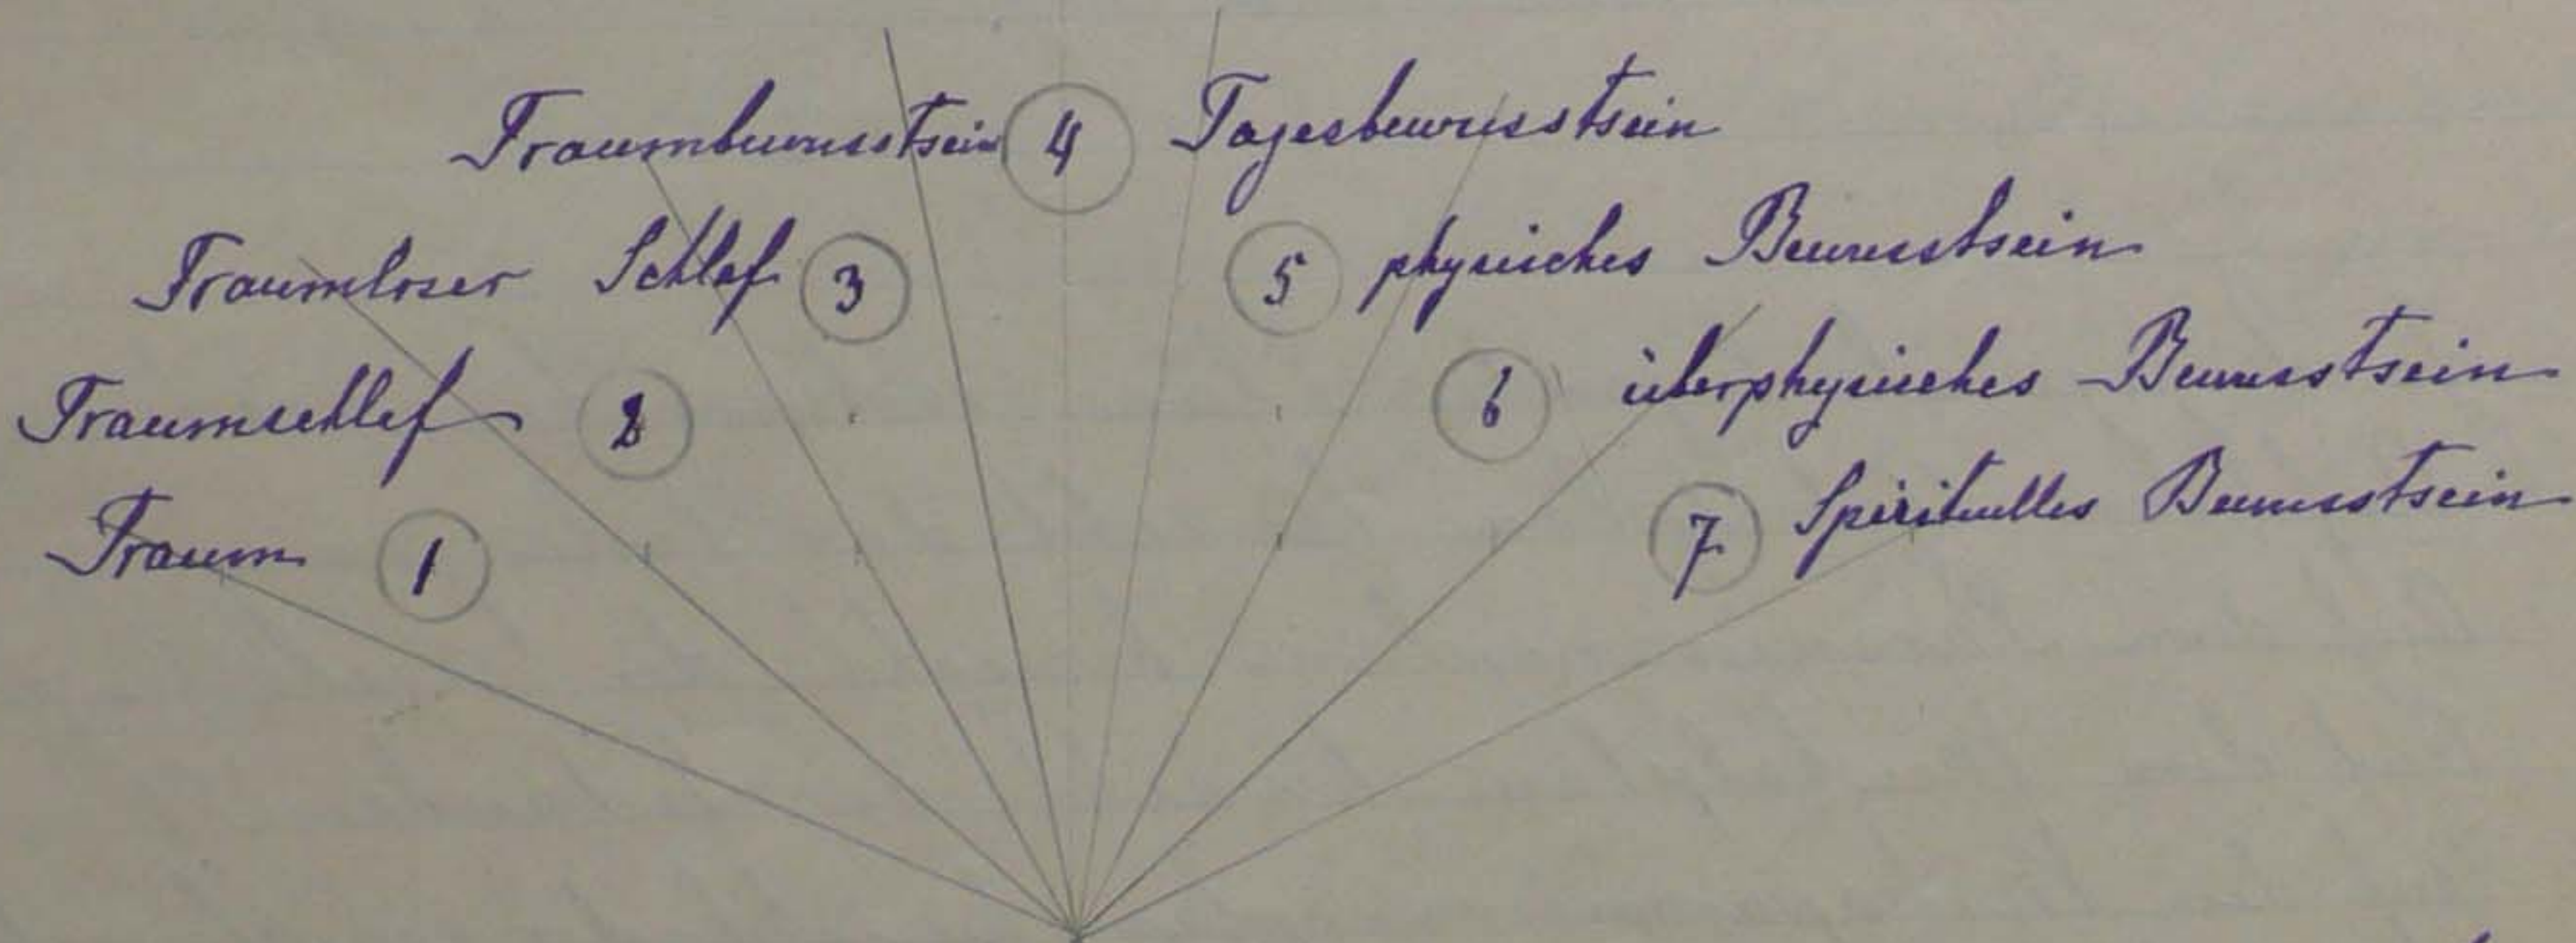 Traumbewusstsein 4 Tagesbewusstsein
Traumloser Schlaf 3 5 physisches Bewusstsein
Traumschlaf 2 6 überphysisches Bewusstsein
Traum 1 7 Spirituelles Bewusstsein